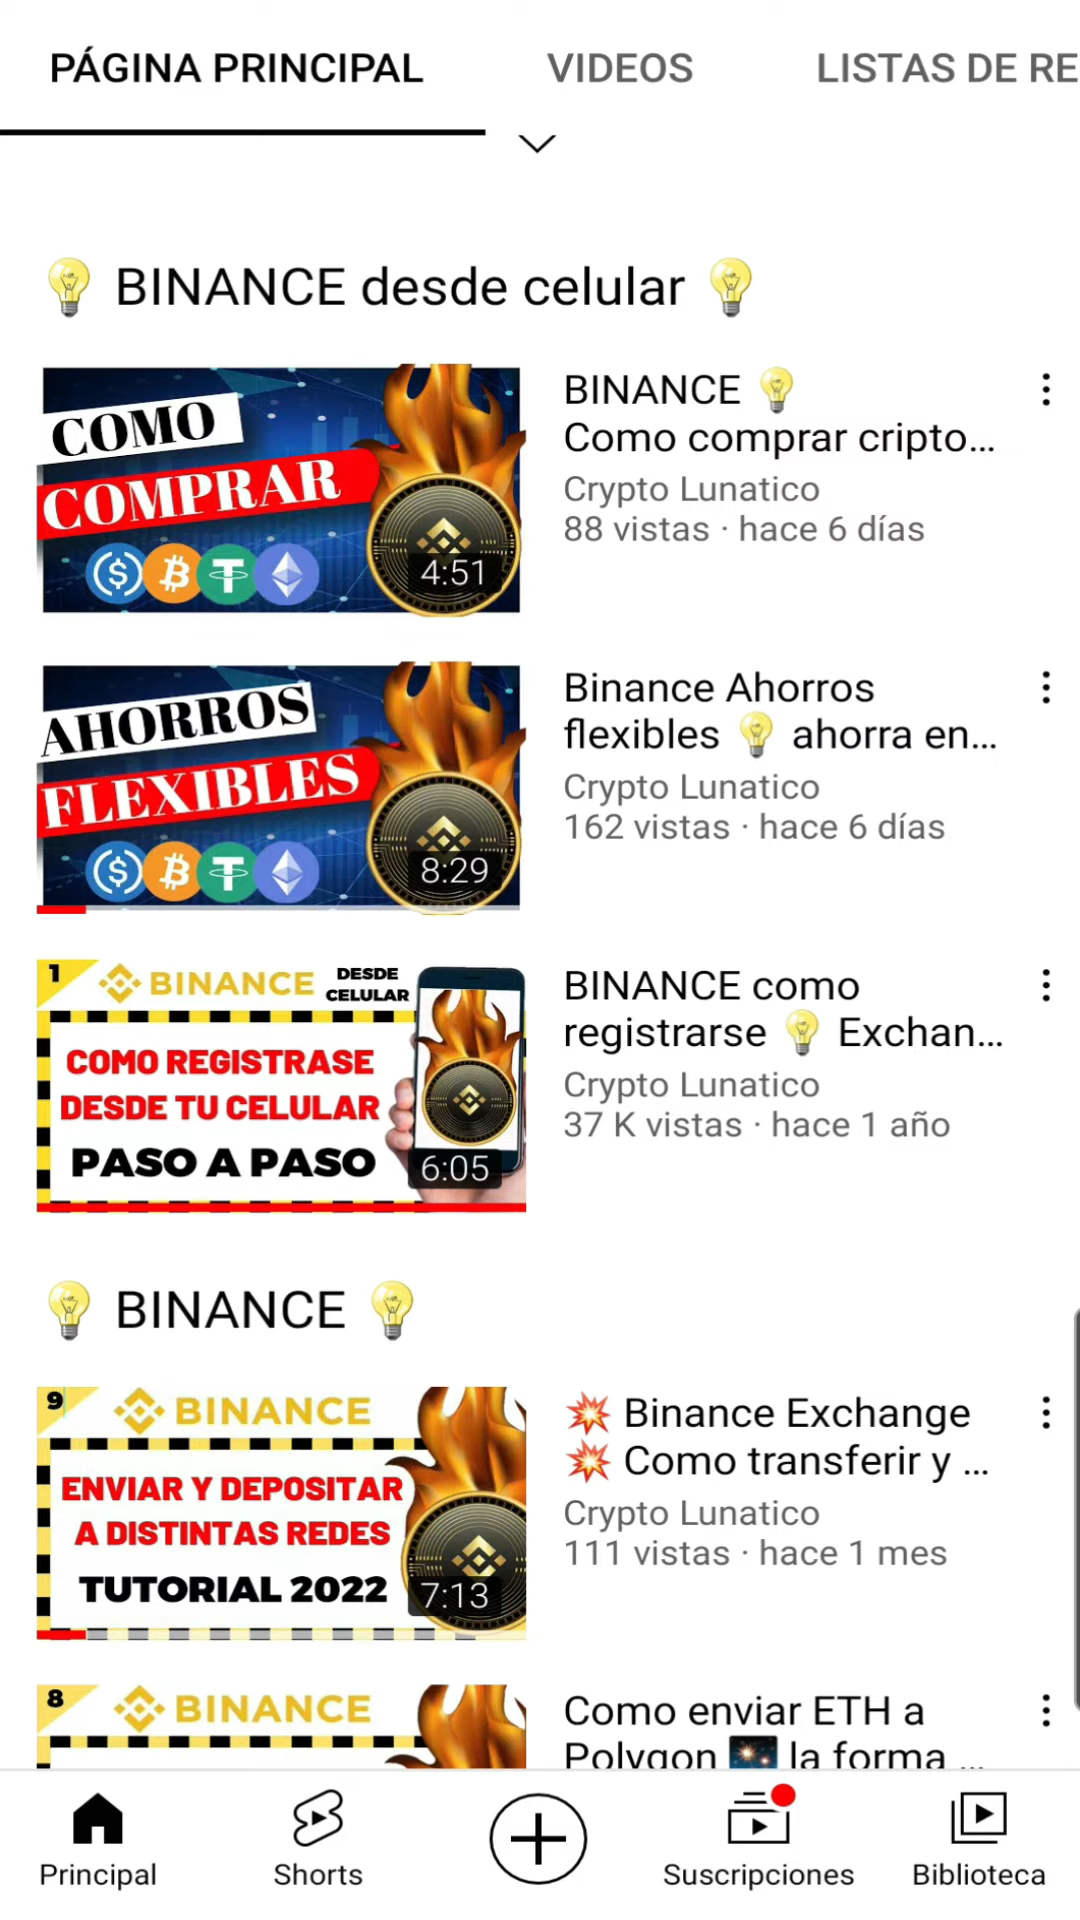 PÁGINA PRINCIPAL VIDEOS LISTAS DE RE
💡 BINANCE desde celular 💡
COMO
COMPRAR
4:51
BINANCE 💡
Como comprar cripto...
Crypto Lunatico
88 vistas · hace 6 días
AHORROS
FLEXIBLES
8:29
Binance Ahorros
flexibles 💡 ahorra en...
Crypto Lunatico
162 vistas · hace 6 días
1
BINANCE
DESDE
CELULAR
COMO REGISTRASE
DESDE TU CELULAR
PASO A PASO
6:05
BINANCE como
registrarse 💡 Exchan...
Crypto Lunatico
37 K vistas · hace 1 año
💡 BINANCE 💡
9
BINANCE
ENVIAR Y DEPOSITAR
A DISTINTAS REDES
TUTORIAL 2022
7:13
💥 Binance Exchange
💥 Como transferir y ...
Crypto Lunatico
111 vistas · hace 1 mes
8
BINANCE
Como enviar ETH a
Polygon 🎆 la forma ...
Principal
Shorts
Suscripciones
Biblioteca